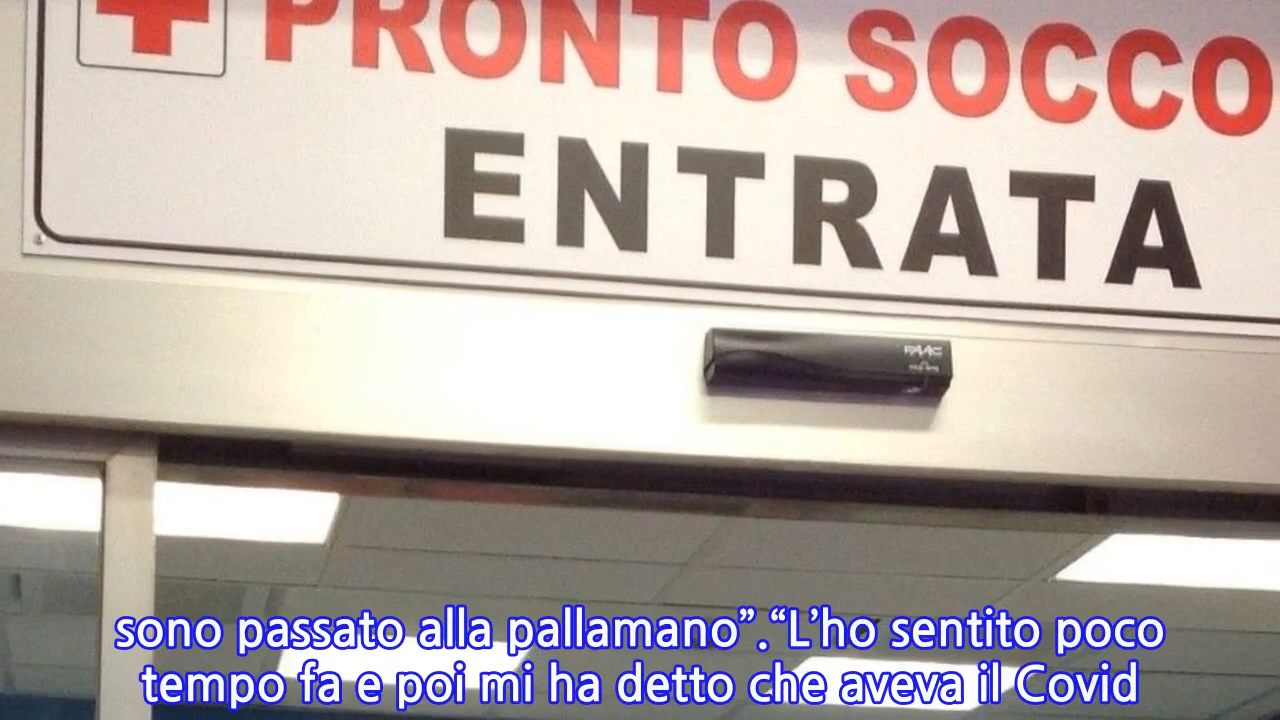 PRONTO SOCCO
ENTRATA
FAAC
sono passato alla pallamano”.“L’ho sentito poco
tempo fa e poi mi ha detto che aveva il Covid